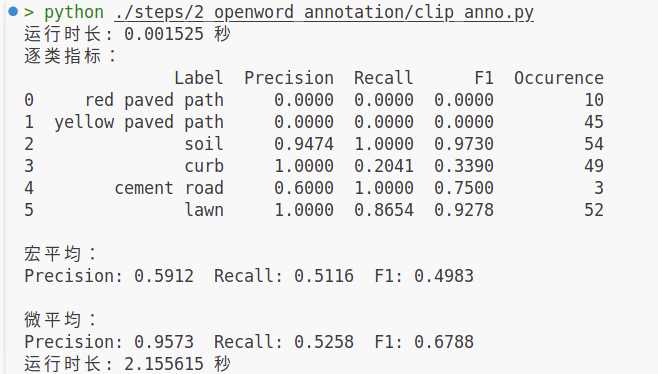 > python ./steps/2_openword_annotation/clip_anno.py
运行时长: 0.001525 秒
逐类指标：
Label Precision Recall F1 Occurence
0 red paved path 0.0000 0.0000 0.0000 10
1 yellow paved path 0.0000 0.0000 0.0000 45
2 soil 0.9474 1.0000 0.9730 54
3 curb 1.0000 0.2041 0.3390 49
4 cement road 0.6000 1.0000 0.7500 3
5 lawn 1.0000 0.8654 0.9278 52
宏平均：
Precision: 0.5912 Recall: 0.5116 F1: 0.4983
微平均：
Precision: 0.9573 Recall: 0.5258 F1: 0.6788
运行时长: 2.155615 秒